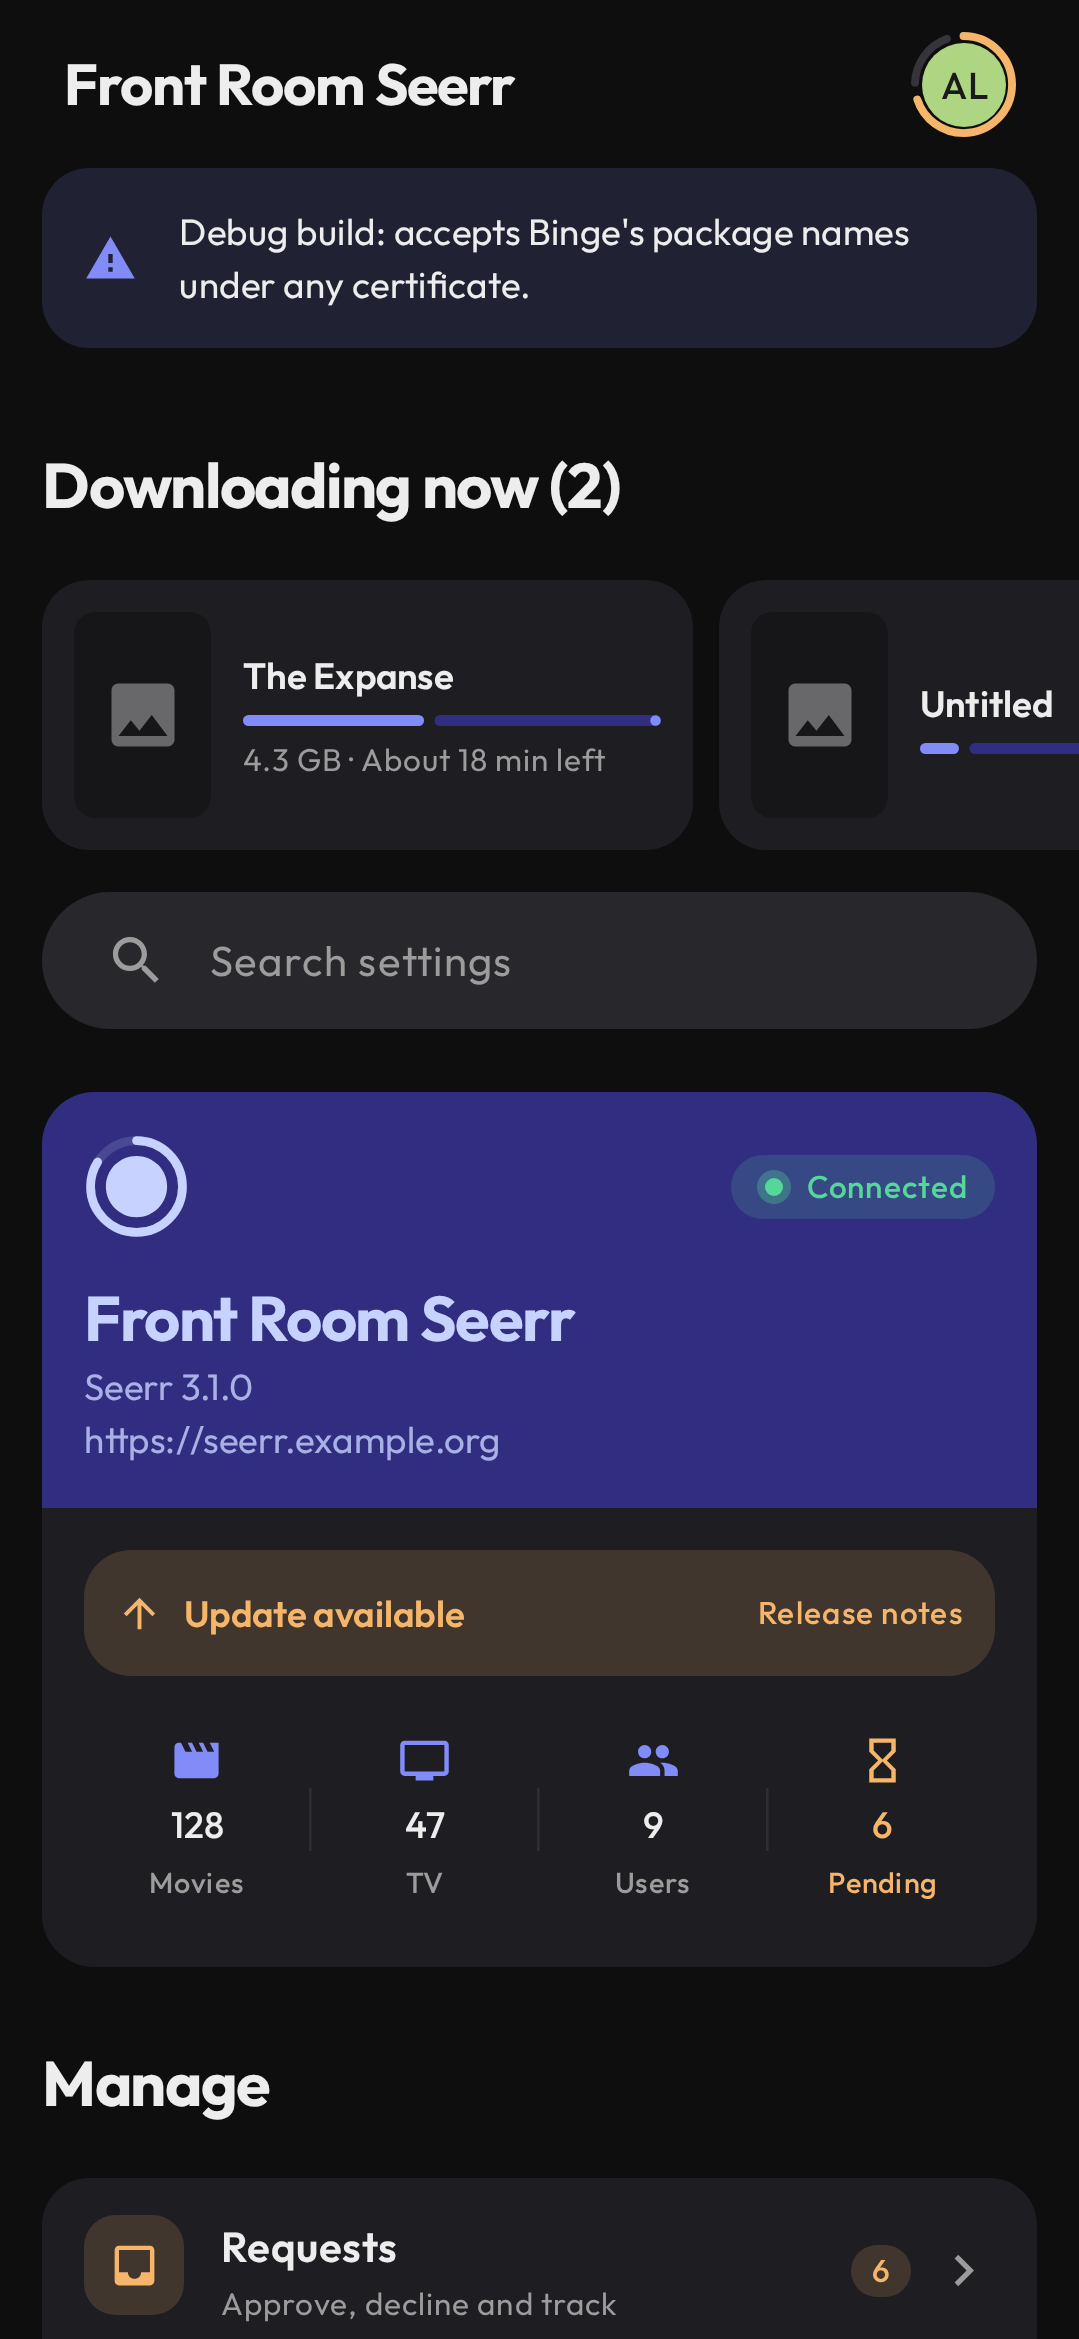 Front Room Seerr
AL
Debug build: accepts Binge's package names
under any certificate.
Downloading now (2)
The Expanse
4.3 GB · About 18 min left
Untitled
Search settings
Connected
Front Room Seerr
Seerr 3.1.0
https://seerr.example.org
Update available
Release notes
128
47
9
6
Movies
TV
Users
Pending
Manage
Requests
6
Approve, decline and track